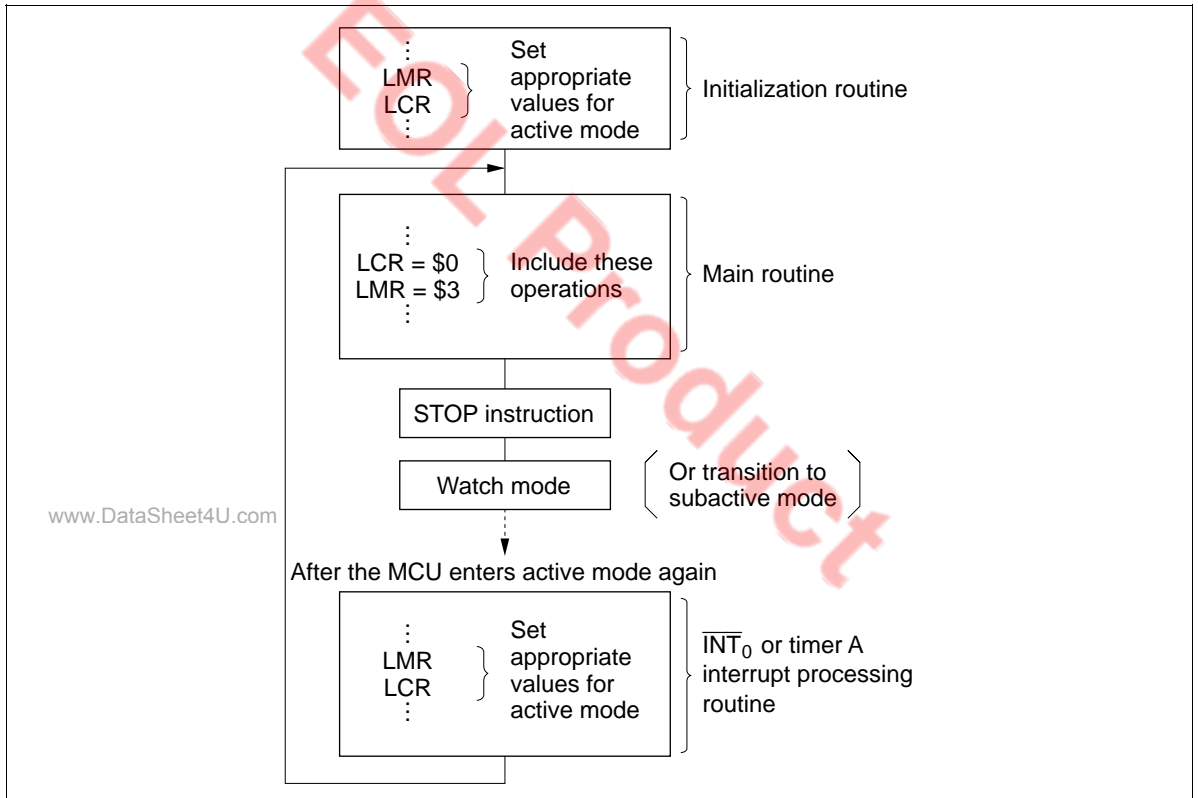 ⋮
LMR
LCR
⋮
Set
appropriate
values for
active mode
Initialization routine
⋮
LCR = $0
LMR = $3
⋮
Include these
operations
Main routine
STOP instruction
Watch mode
Or transition to
subactive mode
www.DataSheet4U.com
After the MCU enters active mode again
⋮
LMR
LCR
⋮
Set
appropriate
values for
active mode
I̅N̅T̅₀ or timer A
interrupt processing
routine
EOL Product